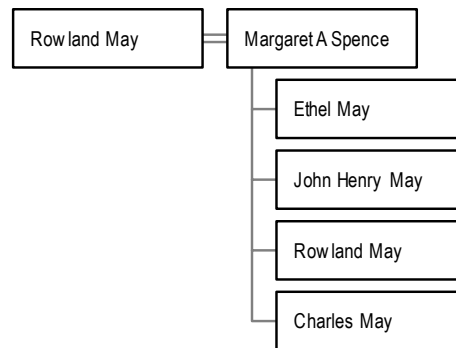 Rowland May
Margaret A Spence
Ethel May
John Henry May
Rowland May
Charles May